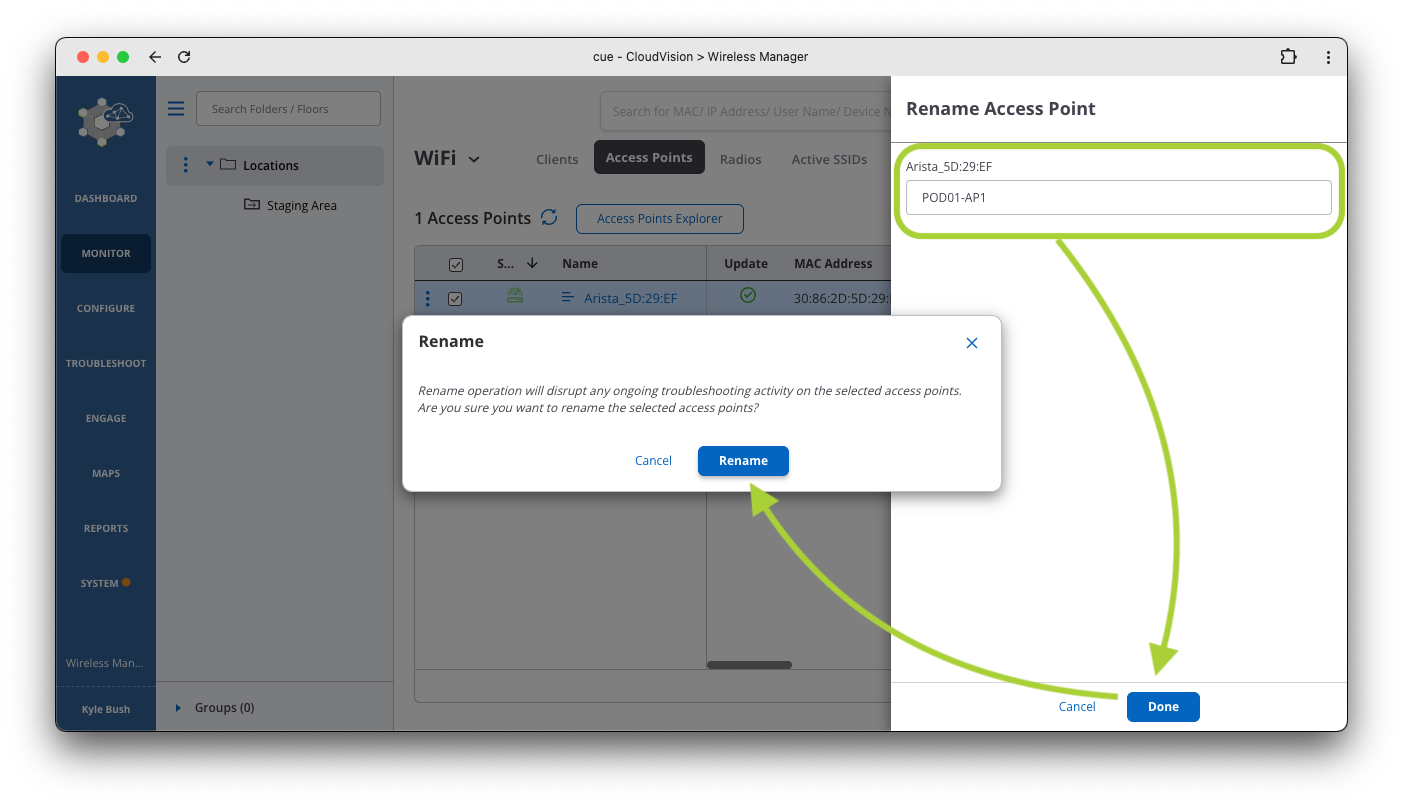 cue - CloudVision > Wireless Manager
DASHBOARD
MONITOR
CONFIGURE
TROUBLESHOOT
ENGAGE
MAPS
REPORTS
SYSTEM
Wireless Man...
Kyle Bush
Search Folders / Floors
Locations
Staging Area
Groups (0)
Search for MAC/ IP Address/ User Name/ Device N
WiFi
Clients
Access Points
Radios
Active SSIDs
1 Access Points
Access Points Explorer
S... Name Update MAC Address
Arista_5D:29:EF 30:86:2D:5D:29:
Rename
Rename operation will disrupt any ongoing troubleshooting activity on the selected access points.
Are you sure you want to rename the selected access points?
Cancel
Rename
Rename Access Point
Arista_5D:29:EF
POD01-AP1
Cancel
Done